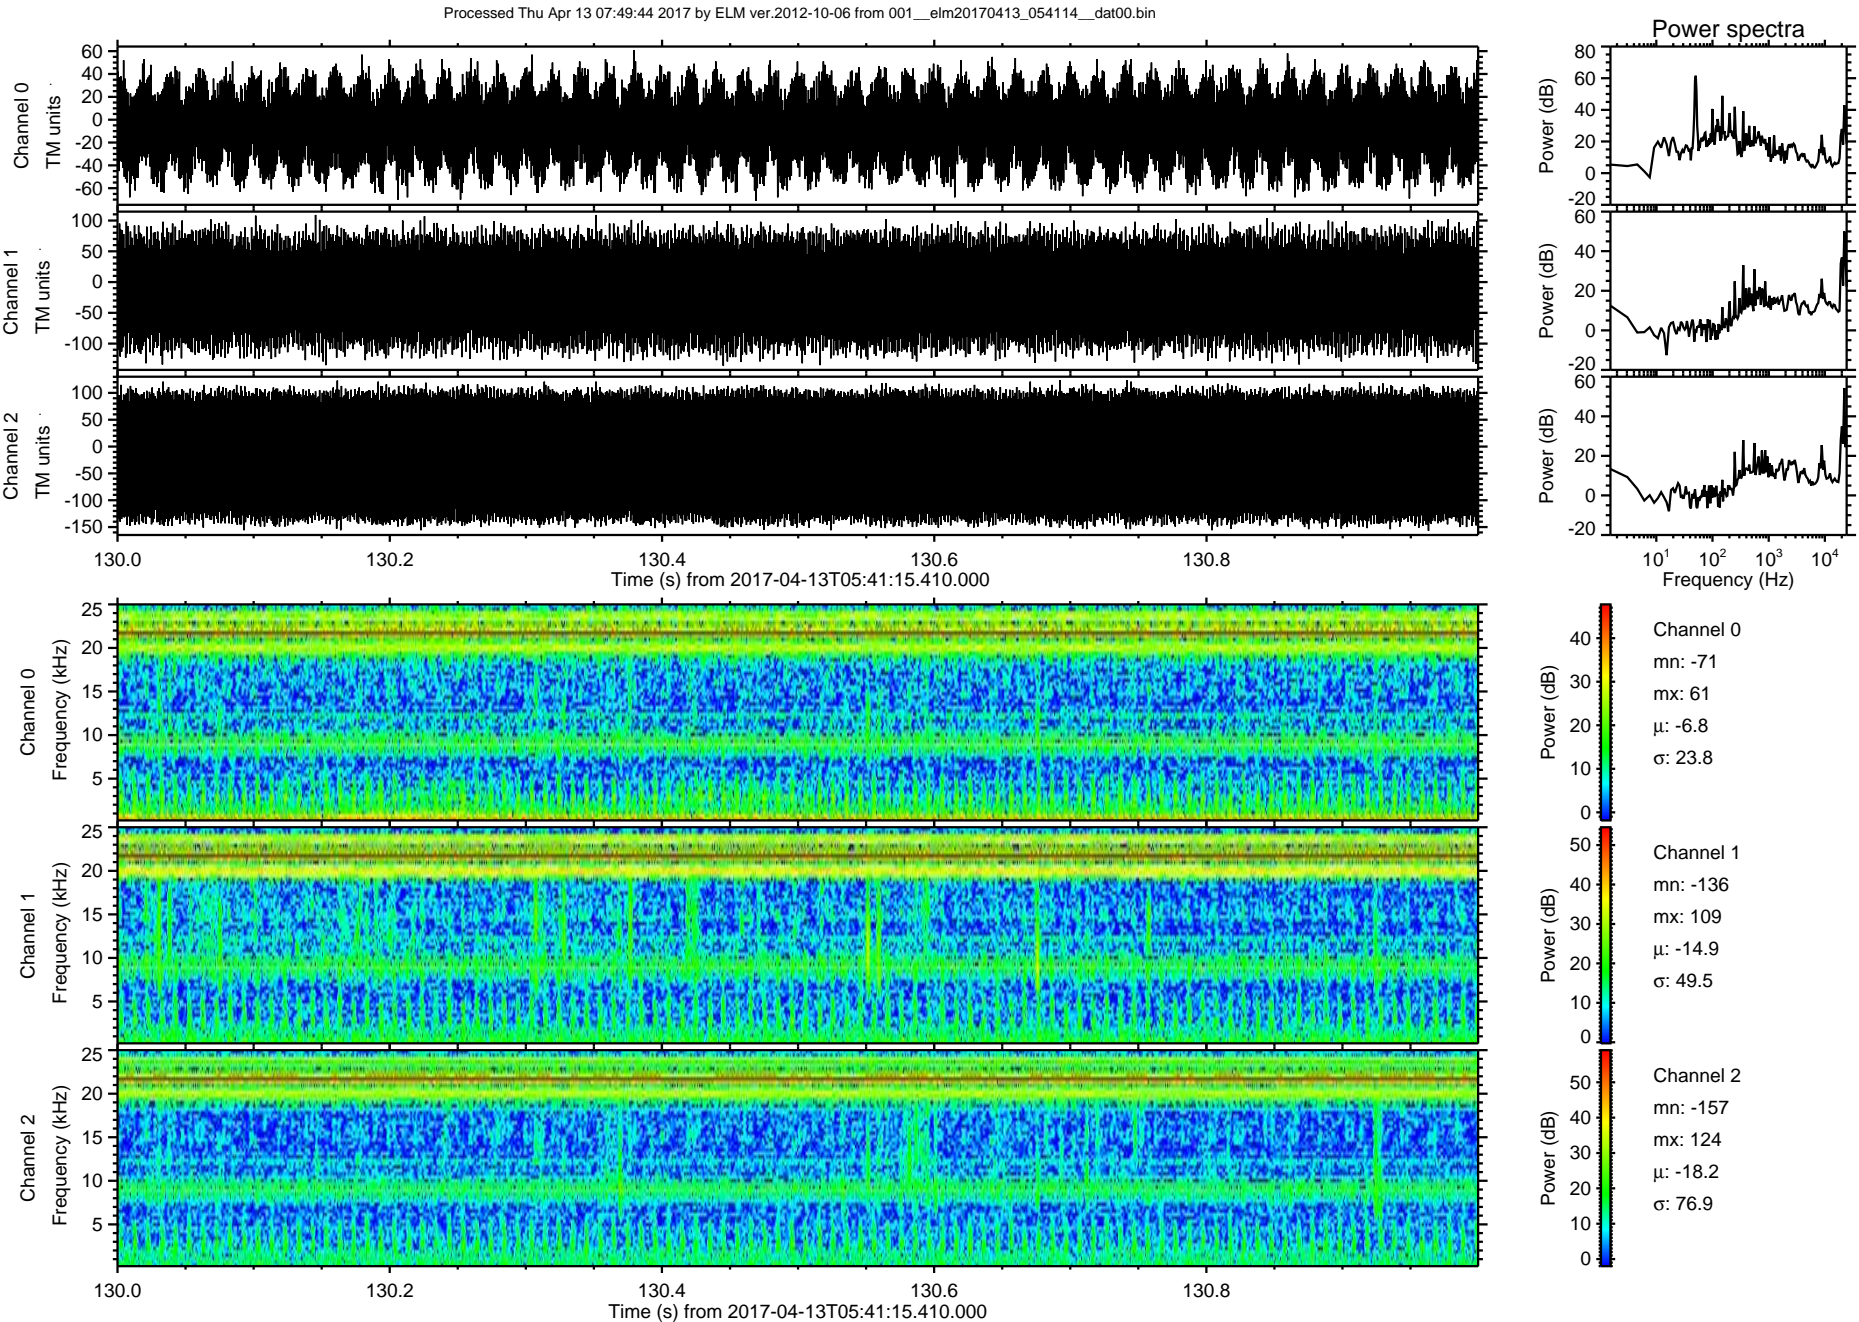 Processed Thu Apr 13 07:49:44 2017 by ELM ver.2012-10-06 from 001__elm20170413_054114__dat00.bin
Power spectra
Channel 0
TM units
60
40
20
0
-20
-40
-60
Power (dB)
80
60
40
20
0
-20
Channel 1
TM units
100
50
0
-50
-100
Power (dB)
60
40
20
0
-20
Channel 2
TM units
100
50
0
-50
-100
-150
Power (dB)
60
40
20
0
-20
130.0 130.2 130.4 130.6 130.8
Time (s) from 2017-04-13T05:41:15.410.000
10^1 10^2 10^3 10^4
Frequency (Hz)
Channel 0
Frequency (kHz)
25
20
15
10
5
Power (dB)
40
30
20
10
0
Channel 0
mn: -71
mx: 61
μ: -6.8
σ: 23.8
Channel 1
Frequency (kHz)
25
20
15
10
5
Power (dB)
50
40
30
20
10
0
Channel 1
mn: -136
mx: 109
μ: -14.9
σ: 49.5
Channel 2
Frequency (kHz)
25
20
15
10
5
Power (dB)
50
40
30
20
10
0
Channel 2
mn: -157
mx: 124
μ: -18.2
σ: 76.9
130.0 130.2 130.4 130.6 130.8
Time (s) from 2017-04-13T05:41:15.410.000